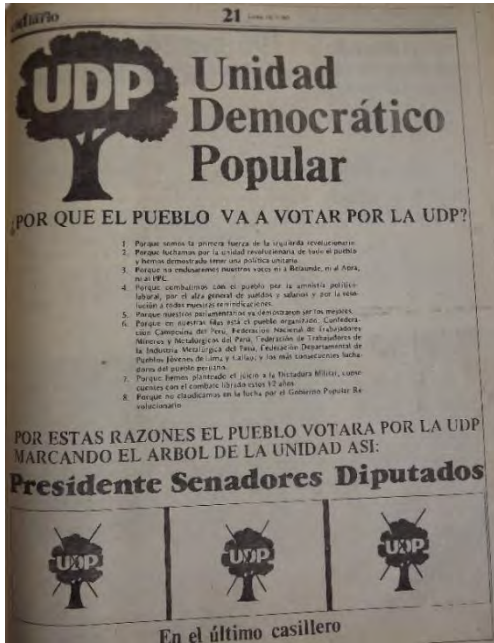 eldiario
21
UDP
Unidad
Democrático
Popular
¿POR QUE EL PUEBLO VA A VOTAR POR LA UDP?
1 Porque somos la primera fuerza de la izquierda revolucionaria.
2. Porque luchamos por la unidad revolucionaria de todo el pueblo
y hemos demostrado tener una política unitaria.
3. Porque no endosaremos nuestros votos ni al Belaunde, ni al Apra,
ni al PPC.
4. Porque combatimos con el pueblo por la amnistía político-
laboral, por el alza general de sueldos y salarios y por la
solución a todas nuestras reivindicaciones.
5. Porque nuestros parlamentarios ya demostraron ser los mejores.
6. Porque en nuestras filas está el pueblo organizado. Confedera-
ción Campesina del Perú, Federación Nacional de Trabajadores
Mineros y Metalúrgicos del Perú, Federación de Trabajadores de
la Industria Metalúrgica del Perú, Federación Departamental de
Pueblos Jóvenes de Lima y Callao, y los más consecuentes lucha-
dores del pueblo peruano.
7. Porque hemos planteado el juicio a la Dictadura Militar, conse
cuentes con el combate librado estos 12 años.
8. Porque no claudicamos en la lucha por el Gobierno Popular Re
volucionario
POR ESTAS RAZONES EL PUEBLO VOTARA POR LA UDP
MARCANDO EL ARBOL DE LA UNIDAD ASI:
Presidente Senadores Diputados
UDP UDP UDP
En el último casillero